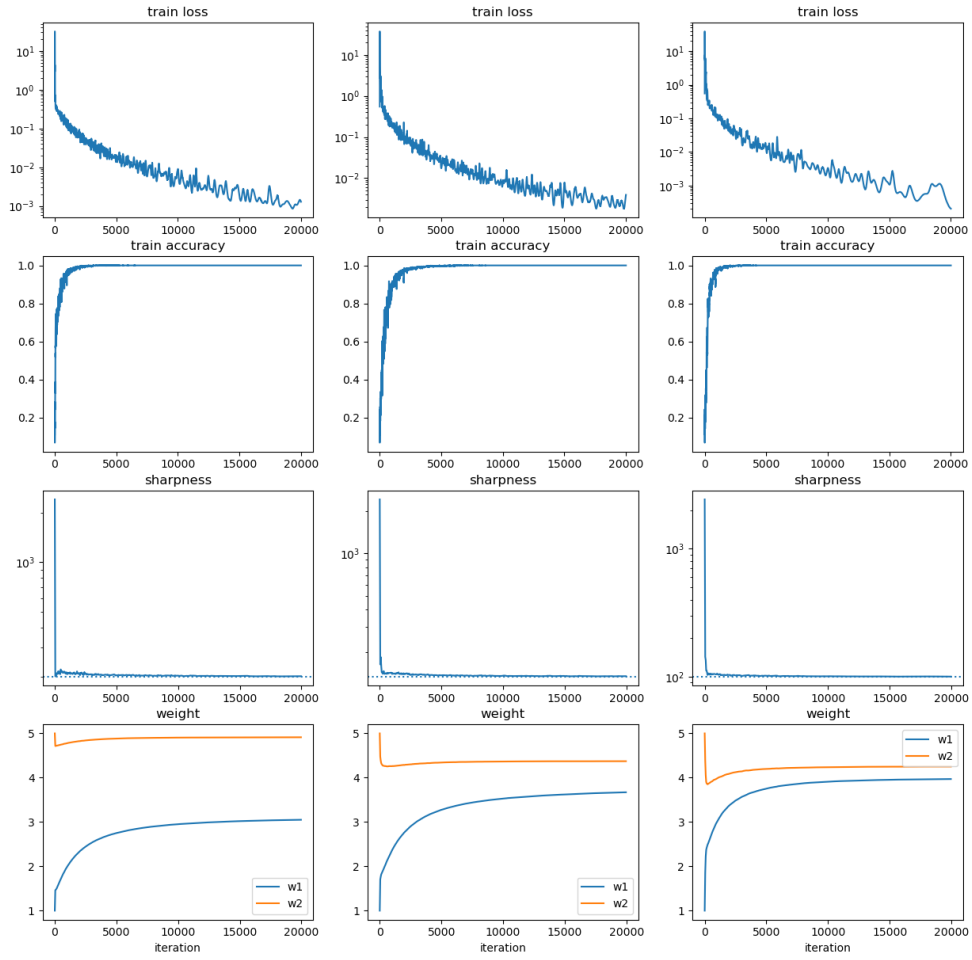 train loss train loss train loss
10¹ 10⁰ 10⁻¹ 10⁻² 10⁻³
0 5000 10000 15000 20000
10¹ 10⁰ 10⁻¹ 10⁻²
0 5000 10000 15000 20000
10¹ 10⁰ 10⁻¹ 10⁻² 10⁻³
0 5000 10000 15000 20000
train accuracy train accuracy train accuracy
1.0 0.8 0.6 0.4 0.2
0 5000 10000 15000 20000
1.0 0.8 0.6 0.4 0.2
0 5000 10000 15000 20000
1.0 0.8 0.6 0.4 0.2
0 5000 10000 15000 20000
sharpness sharpness sharpness
10³
0 5000 10000 15000 20000
10³
0 5000 10000 15000 20000
10³ 10²
0 5000 10000 15000 20000
weight weight weight
5 4 3 2 1
w1
w2
0 5000 10000 15000 20000
iteration
5 4 3 2 1
w1
w2
0 5000 10000 15000 20000
iteration
5 4 3 2 1
w1
w2
0 5000 10000 15000 20000
iteration